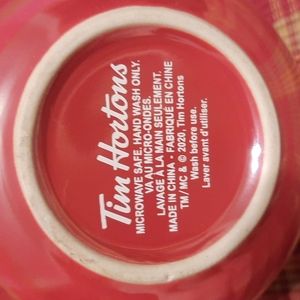 Tim Hortons
MICROWAVE SAFE. HAND WASH ONLY.
VA AU MICRO-ONDES.
LAVAGE À LA MAIN SEULEMENT.
MADE IN CHINA • FABRIQUÉ EN CHINE
TM/MC & © 2020, Tim Hortons
Wash before use.
Laver avant d'utiliser.